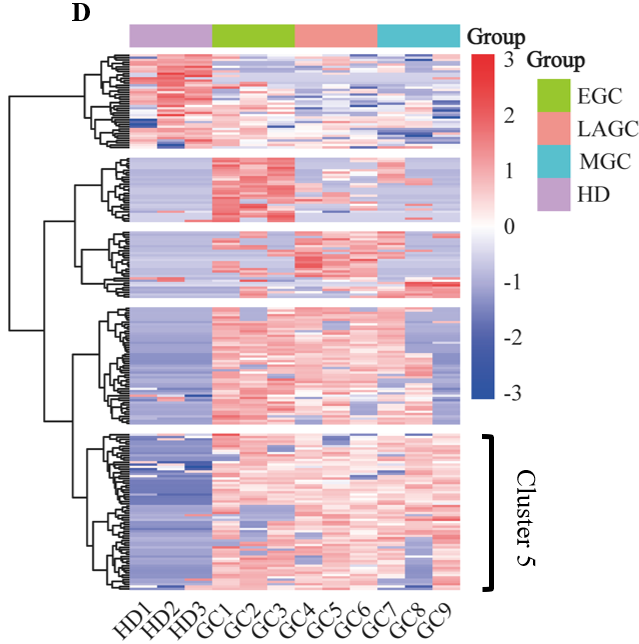 D
Group
3
2
1
0
-1
-2
-3
Group
EGC
LAGC
MGC
HD
Cluster 5
HD1 HD2 HD3 GC1 GC2 GC3 GC4 GC5 GC6 GC7 GC8 GC9